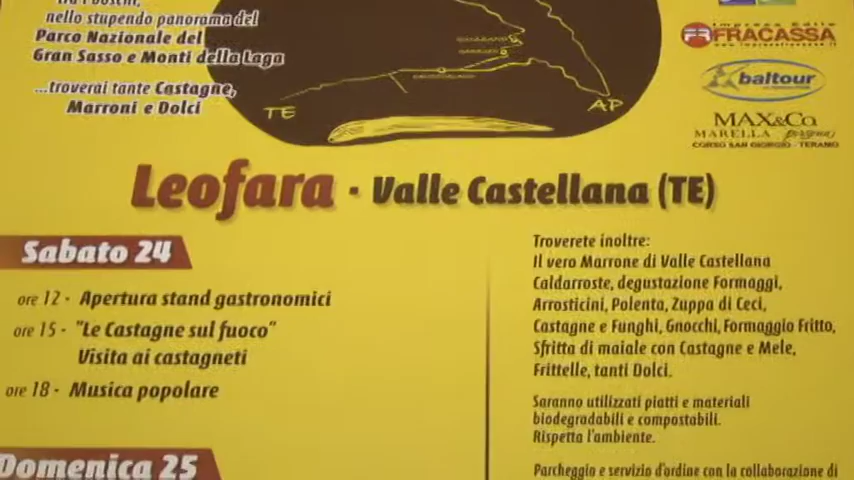 nello stupendo panorama del
Parco Nazionale del
Gran Sasso e Monti della Laga
...troverai tante Castagne,
Marroni e Dolci
TE
AP
FRACASSA
baltour
MAX&Co.
MARELLA
CORSO SAN GIORGIO - TERAMO
Leofara - Valle Castellana (TE)
Sabato 24
ore 12 - Apertura stand gastronomici
ore 15 - "Le Castagne sul fuoco"
Visita ai castagneti
ore 18 - Musica popolare
Domenica 25
Troverete inoltre:
Il vero Marrone di Valle Castellana
Caldarroste, degustazione Formaggi,
Arrosticini, Polenta, Zuppa di Ceci,
Castagne e Funghi, Gnocchi, Formaggio Fritto,
Sfritta di maiale con Castagne e Mele,
Frittelle, tanti Dolci.
Saranno utilizzati piatti e materiali
biodegradabili e compostabili.
Rispetta l'ambiente.
Parcheggio e servizio d'ordine con la collaborazione di